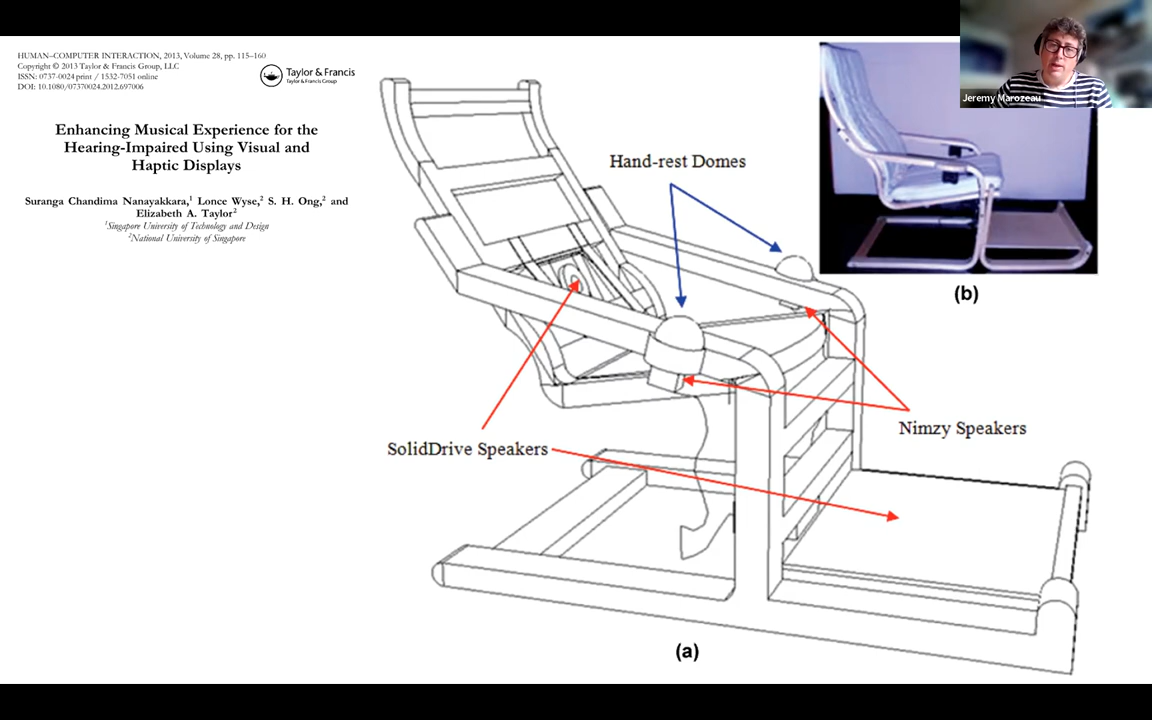 HUMAN–COMPUTER INTERACTION, 2013, Volume 28, pp. 115–160
Copyright © 2013 Taylor & Francis Group, LLC
ISSN: 0737-0024 print / 1532-7051 online
DOI: 10.1080/07370024.2012.697006
Taylor & Francis
Taylor & Francis Group
Enhancing Musical Experience for the
Hearing-Impaired Using Visual and
Haptic Displays
Suranga Chandima Nanayakkara,1 Lonce Wyse,2 S. H. Ong,2 and
Elizabeth A. Taylor2
1Singapore University of Technology and Design
2National University of Singapore
Jeremy Marozeau
Hand-rest Domes
(b)
Nimzy Speakers
SolidDrive Speakers
(a)